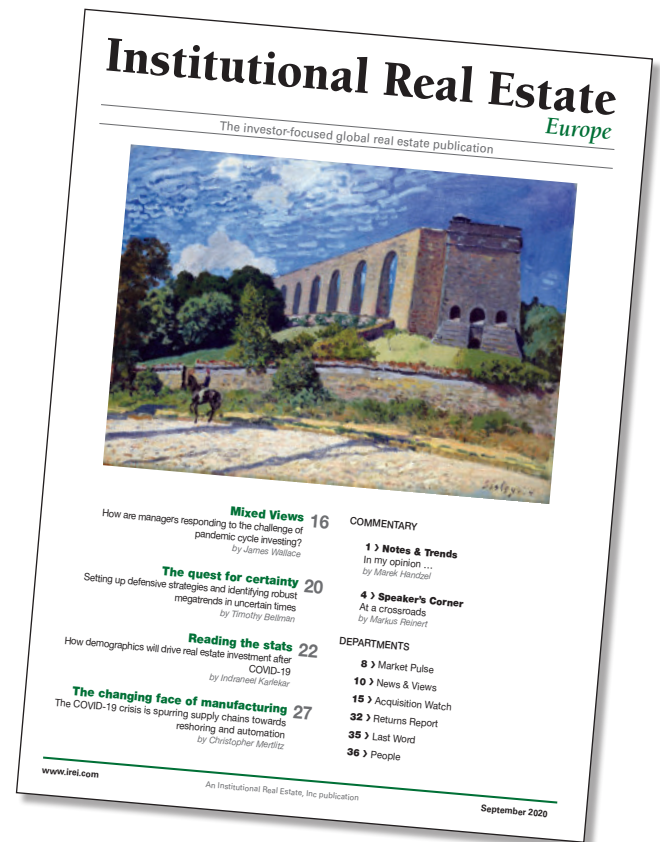 Institutional Real Estate
Europe
The investor-focused global real estate publication
Sisley
Mixed Views 16
How are managers responding to the challenge of
pandemic cycle investing?
by James Wallace
The quest for certainty 20
Setting up defensive strategies and identifying robust
megatrends in uncertain times
by Timothy Bellman
Reading the stats 22
How demographics will drive real estate investment after
COVID-19
by Indraneel Karlekar
The changing face of manufacturing 27
The COVID-19 crisis is spurring supply chains towards
reshoring and automation
by Christopher Mertlitz
COMMENTARY
1 ❯ Notes & Trends
In my opinion ...
by Marek Handzel
4 ❯ Speaker's Corner
At a crossroads
by Markus Reinert
DEPARTMENTS
8 ❯ Market Pulse
10 ❯ News & Views
15 ❯ Acquisition Watch
32 ❯ Returns Report
35 ❯ Last Word
36 ❯ People
www.irei.com
An Institutional Real Estate, Inc publication
September 2020